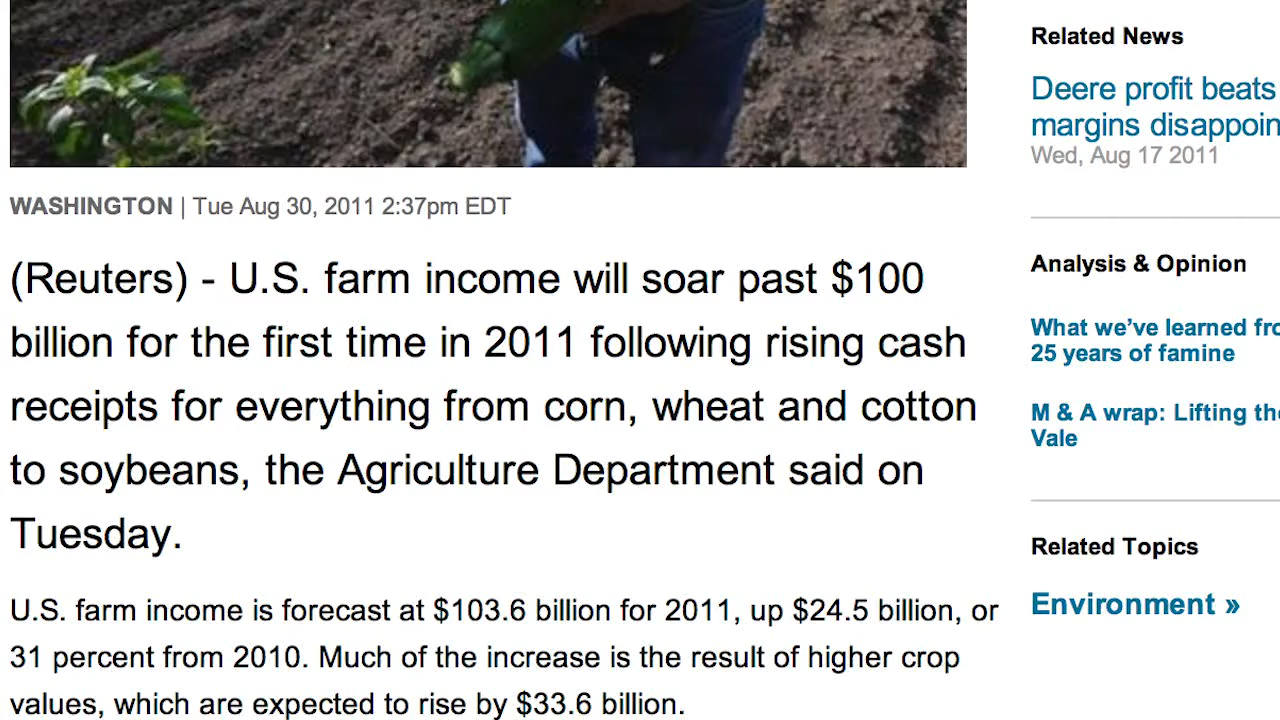 WASHINGTON | Tue Aug 30, 2011 2:37pm EDT
(Reuters) - U.S. farm income will soar past $100
billion for the first time in 2011 following rising cash
receipts for everything from corn, wheat and cotton
to soybeans, the Agriculture Department said on
Tuesday.
U.S. farm income is forecast at $103.6 billion for 2011, up $24.5 billion, or
31 percent from 2010. Much of the increase is the result of higher crop
values, which are expected to rise by $33.6 billion.
Related News
Deere profit beats
margins disappoin
Wed, Aug 17 2011
Analysis & Opinion
What we’ve learned fro
25 years of famine
M & A wrap: Lifting the
Vale
Related Topics
Environment »